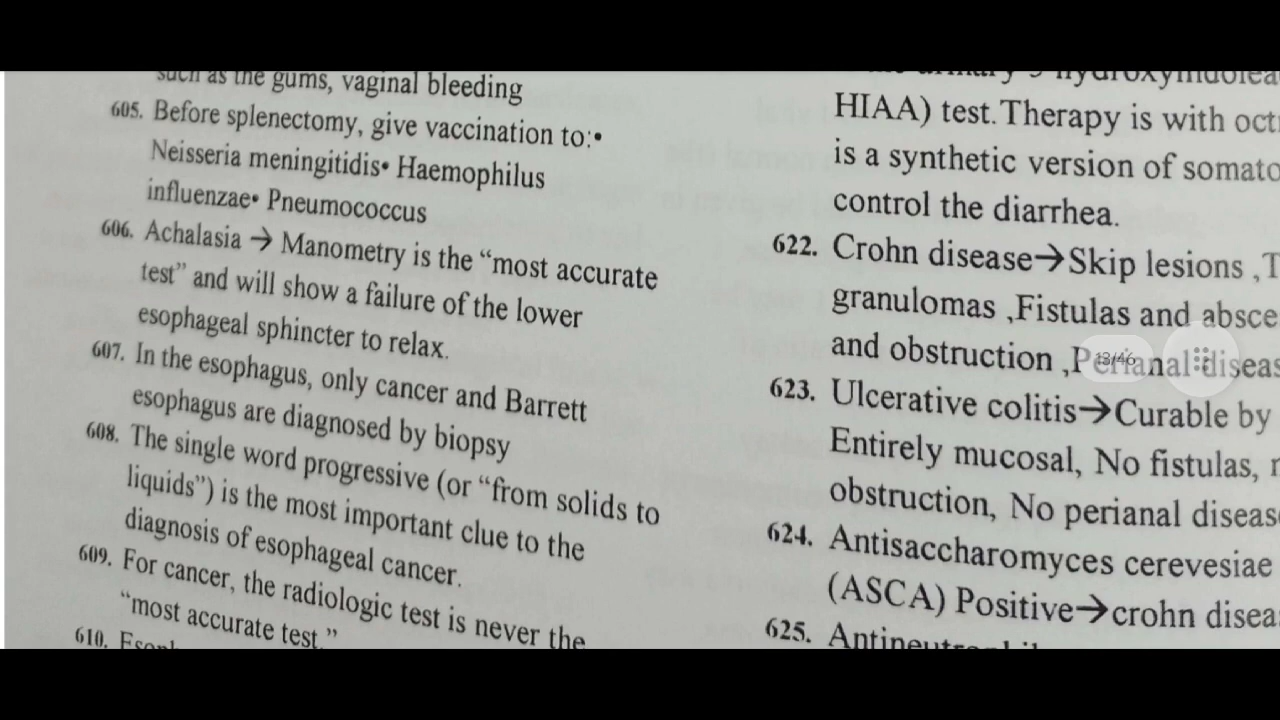 such as the gums, vaginal bleeding
605. Before splenectomy, give vaccination to:•
Neisseria meningitidis• Haemophilus
influenzae• Pneumococcus
606. Achalasia → Manometry is the “most accurate
test” and will show a failure of the lower
esophageal sphincter to relax.
607. In the esophagus, only cancer and Barrett
esophagus are diagnosed by biopsy
608. The single word progressive (or “from solids to
liquids”) is the most important clue to the
diagnosis of esophageal cancer.
609. For cancer, the radiologic test is never the
“most accurate test.”
610.
HIAA) test.Therapy is with
is a synthetic version of
control the diarrhea.
622. Crohn disease→Skip lesions ,
granulomas ,Fistulas and
and obstruction ,Perianal
13/46
623. Ulcerative colitis→Curable by
Entirely mucosal, No fistulas,
obstruction, No perianal
624. Antisaccharomyces cerevesiae
(ASCA) Positive→crohn
625.